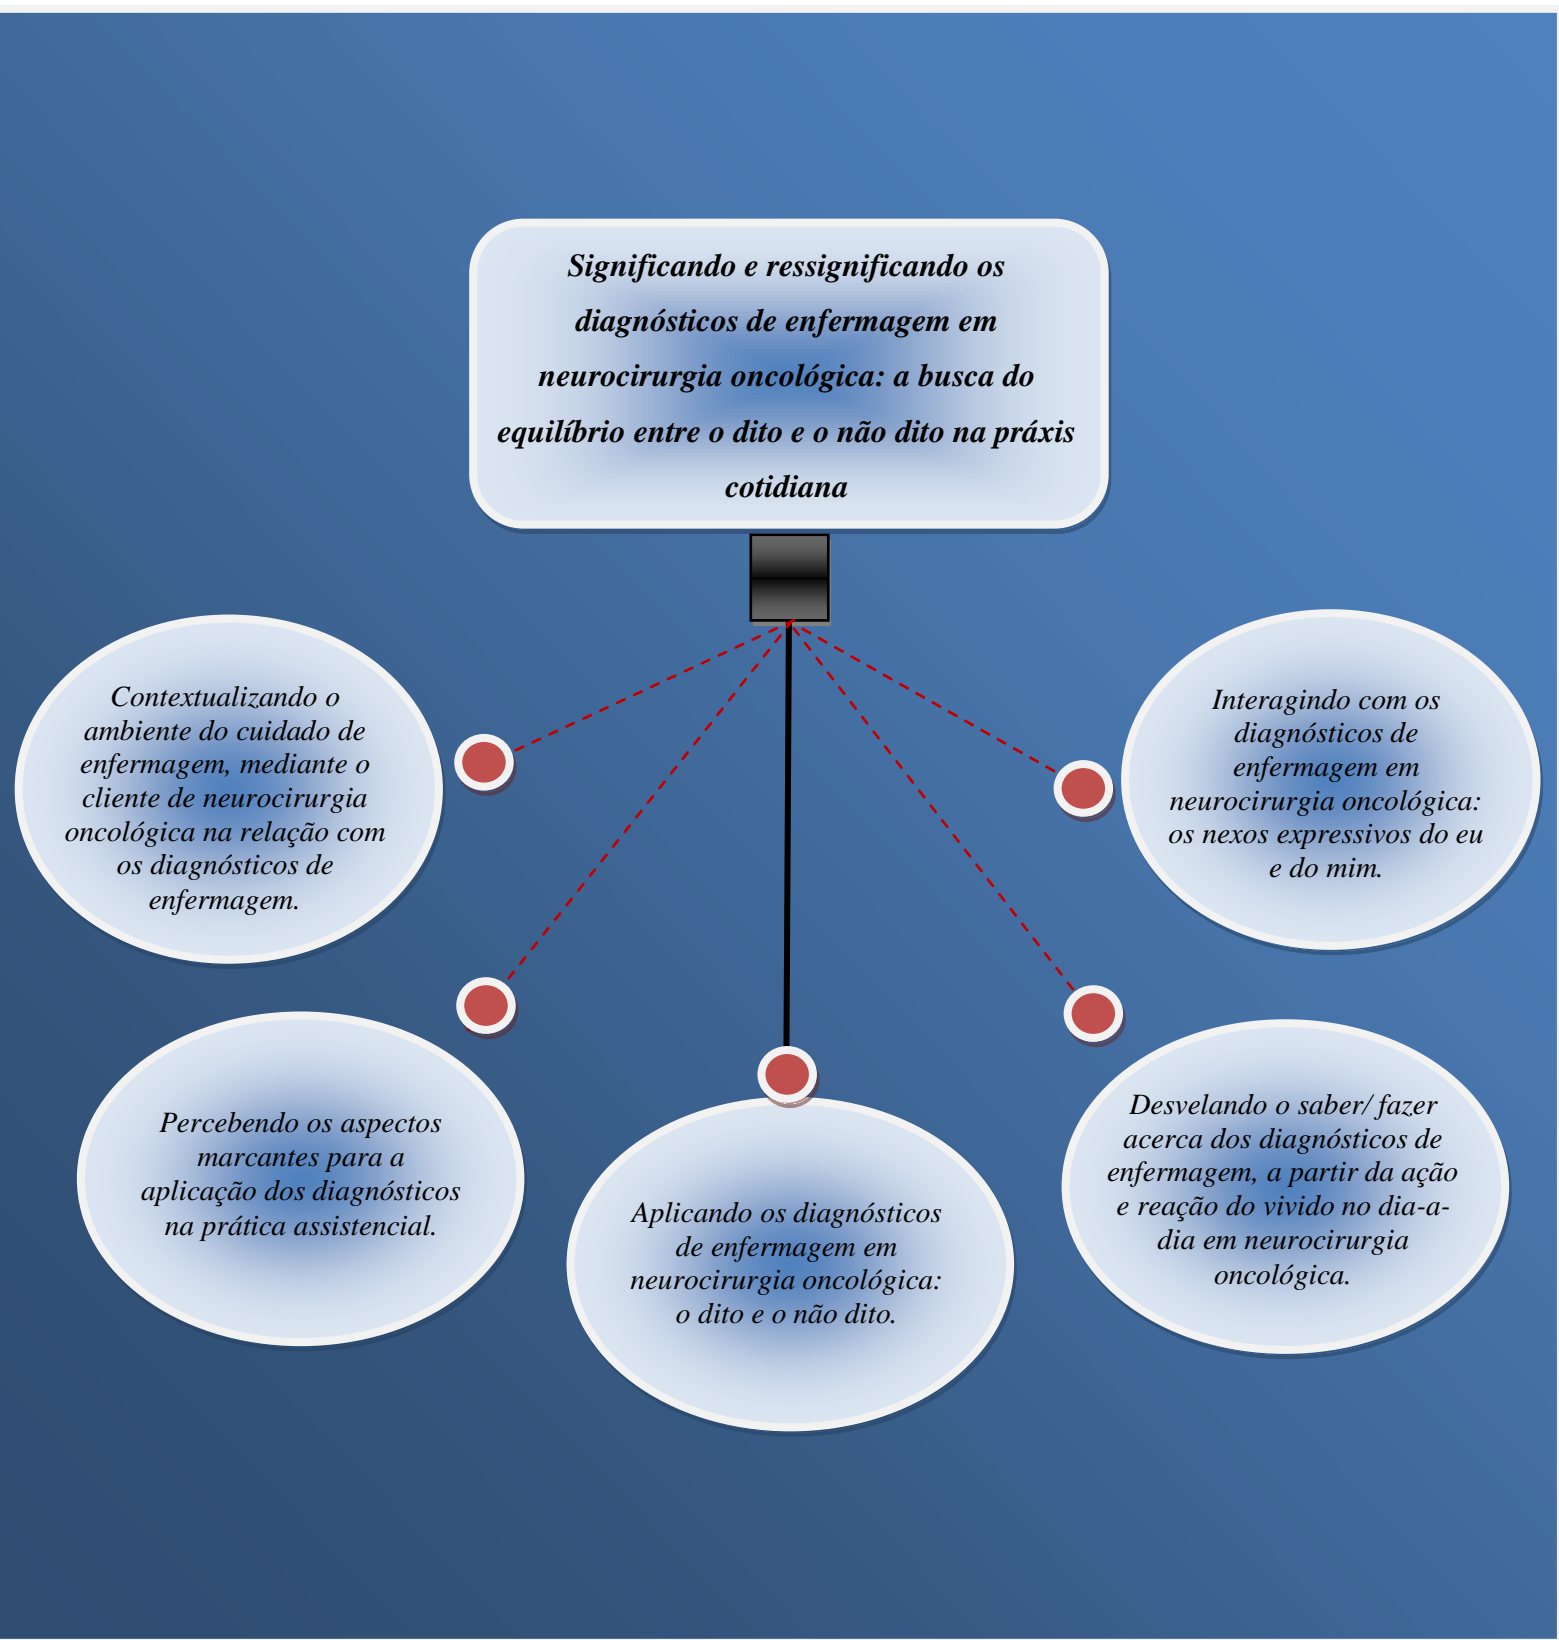 Significando e ressignificando os
diagnósticos de enfermagem em
neurocirurgia oncológica: a busca do
equilíbrio entre o dito e o não dito na práxis
cotidiana
Contextualizando o
ambiente do cuidado de
enfermagem, mediante o
cliente de neurocirurgia
oncológica na relação com
os diagnósticos de
enfermagem.
Interagindo com os
diagnósticos de
enfermagem em
neurocirurgia oncológica:
os nexos expressivos do eu
e do mim.
Percebendo os aspectos
marcantes para a
aplicação dos diagnósticos
na prática assistencial.
Aplicando os diagnósticos
de enfermagem em
neurocirurgia oncológica:
o dito e o não dito.
Desvelando o saber/ fazer
acerca dos diagnósticos de
enfermagem, a partir da ação
e reação do vivido no dia-a-
dia em neurocirurgia
oncológica.